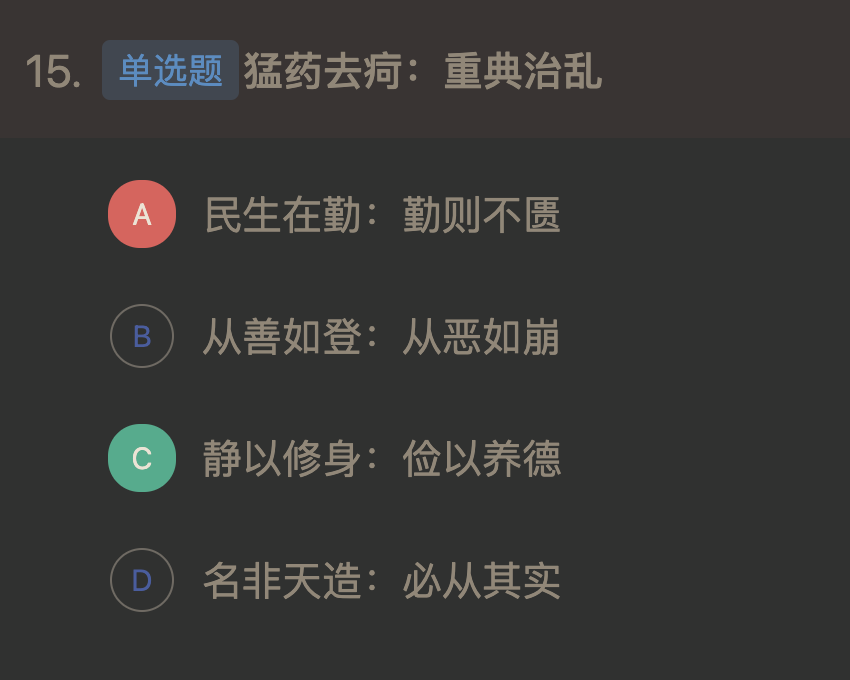 15. 单选题 猛药去疴：重典治乱
A 民生在勤：勤则不匮
B 从善如登：从恶如崩
C 静以修身：俭以养德
D 名非天造：必从其实